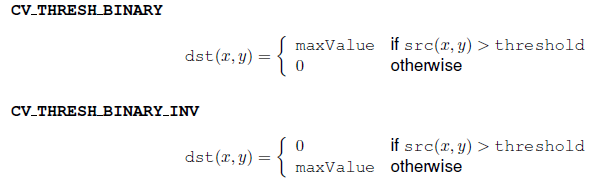 CV_THRESH_BINARY
dst(x, y) = { maxValue if src(x, y) > threshold
0 otherwise
CV_THRESH_BINARY_INV
dst(x, y) = { 0 if src(x, y) > threshold
maxValue otherwise